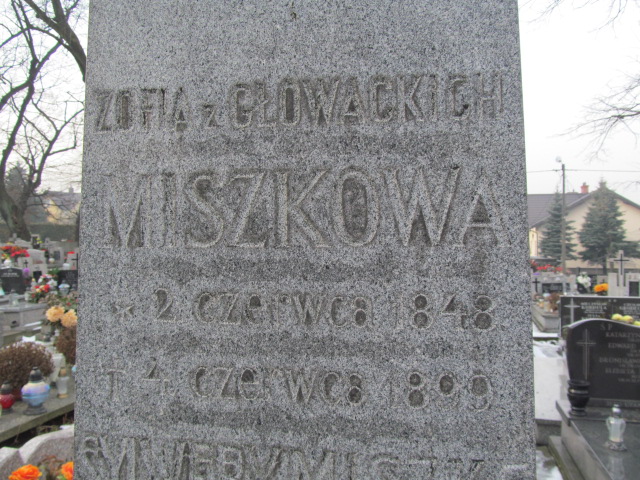 ZOFIA z GŁOWACKICH
MISZKOWA
* 2 czerwca 1848
† 4 czerwca 1899